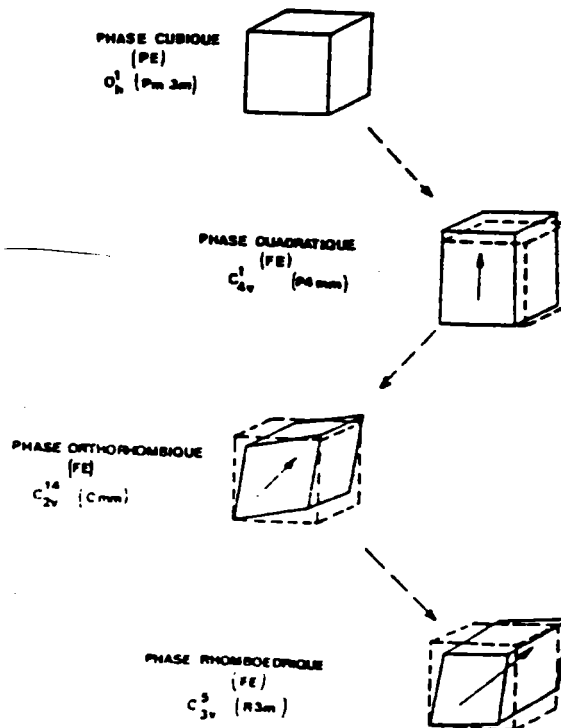 PHASE CUBIQUE
(PE)
O¹ₕ (Pm 3m)
PHASE QUADRATIQUE
(FE)
C¹₄ᵥ (P4mm)
PHASE ORTHORHOMBIQUE
(FE)
C¹⁴₂ᵥ (Cmm)
PHASE RHOMBOEDRIQUE
(FE)
C⁵₃ᵥ (R3m)